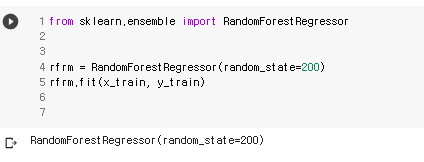 1 from sklearn.ensemble import RandomForestRegressor
2
3
4 rfrm = RandomForestRegressor(random_state=200)
5 rfrm.fit(x_train, y_train)
6
7
RandomForestRegressor(random_state=200)